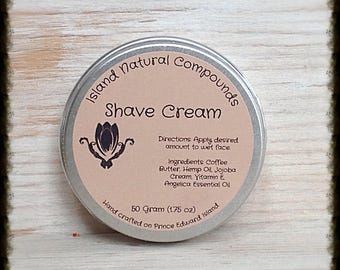 Island Natural Compounds
Shave Cream
Directions: Apply desired
amount to wet face.
Ingredients: Coffee
Butter, Hemp Oil, Jojoba
Cream, Vitamin E,
Angelica Essential Oil
50 Gram (1.75 oz)
Hand crafted on Prince Edward Island